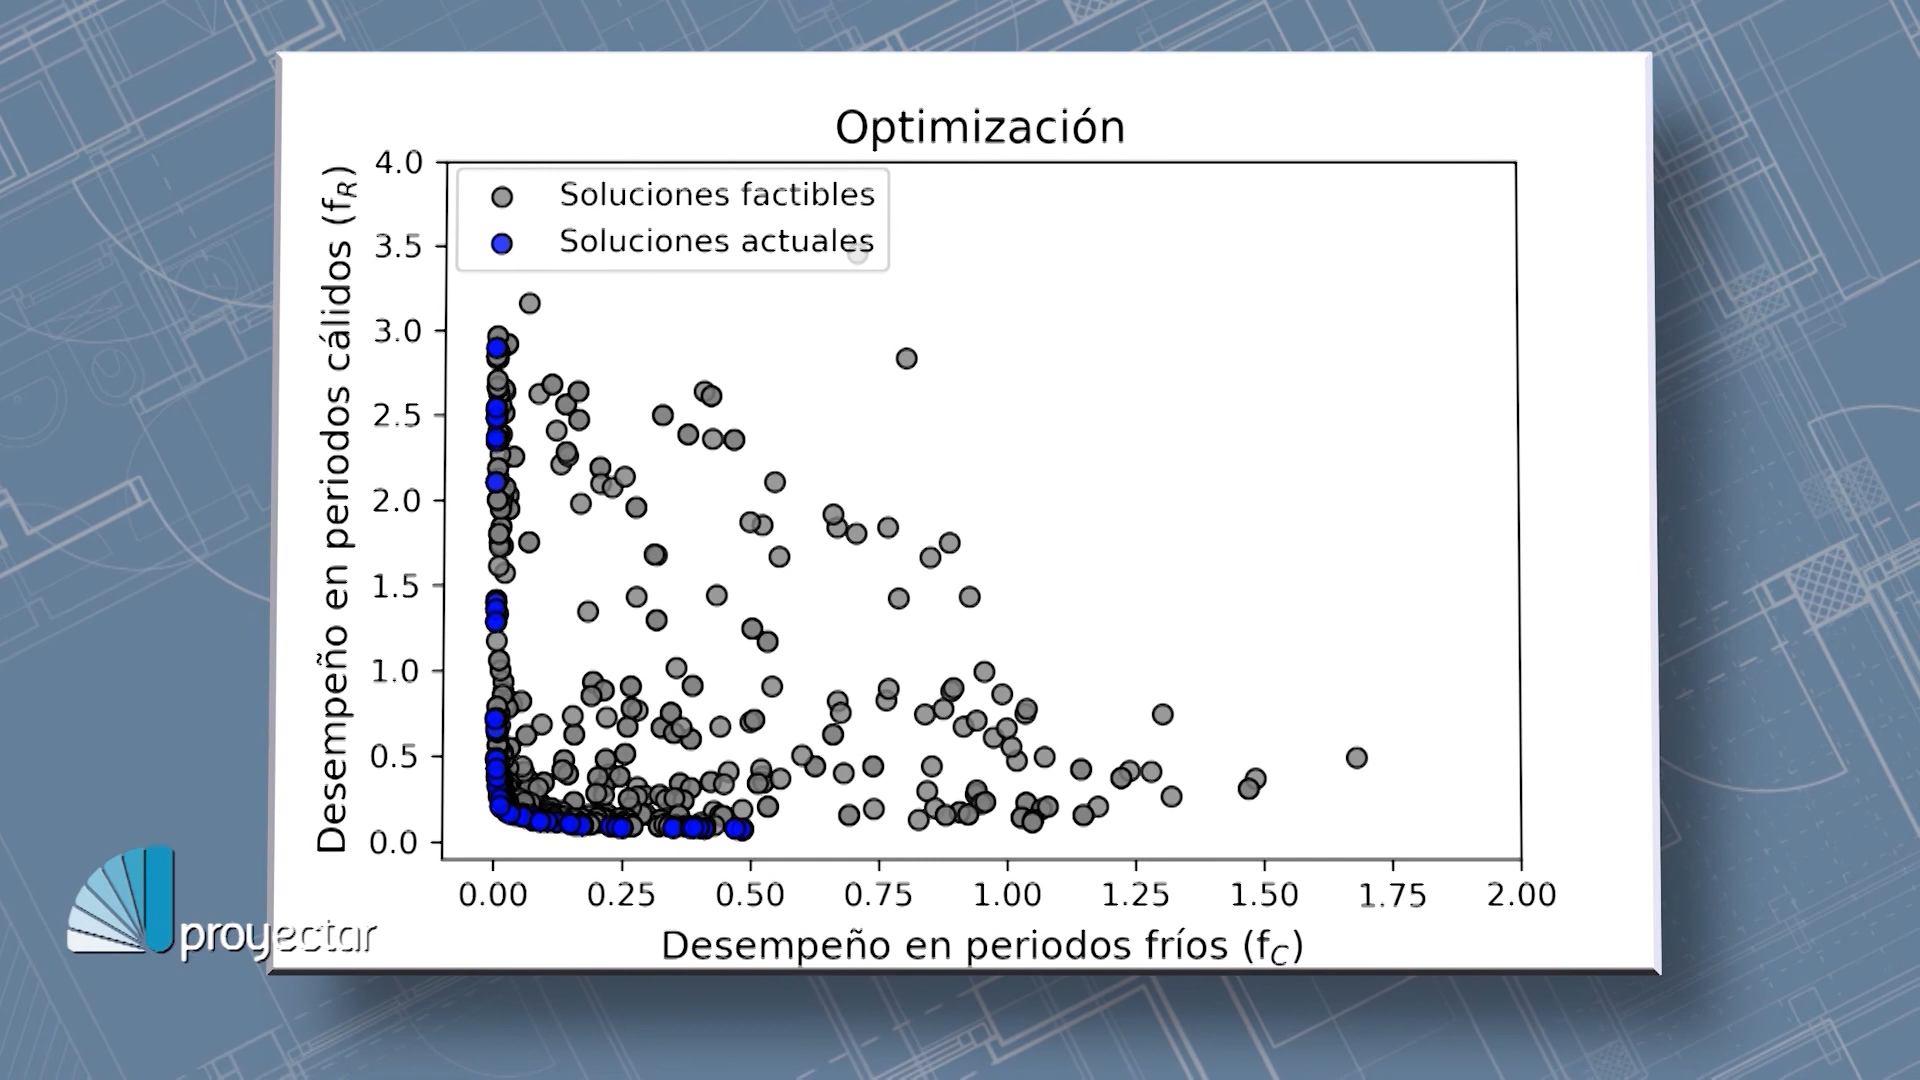 Optimización
Soluciones factibles
Soluciones actuales
Desempeño en periodos cálidos (fR)
4.0
3.5
3.0
2.5
2.0
1.5
1.0
0.5
0.0
0.00 0.25 0.50 0.75 1.00 1.25 1.50 1.75 2.00
Desempeño en periodos fríos (fC)
proyectar